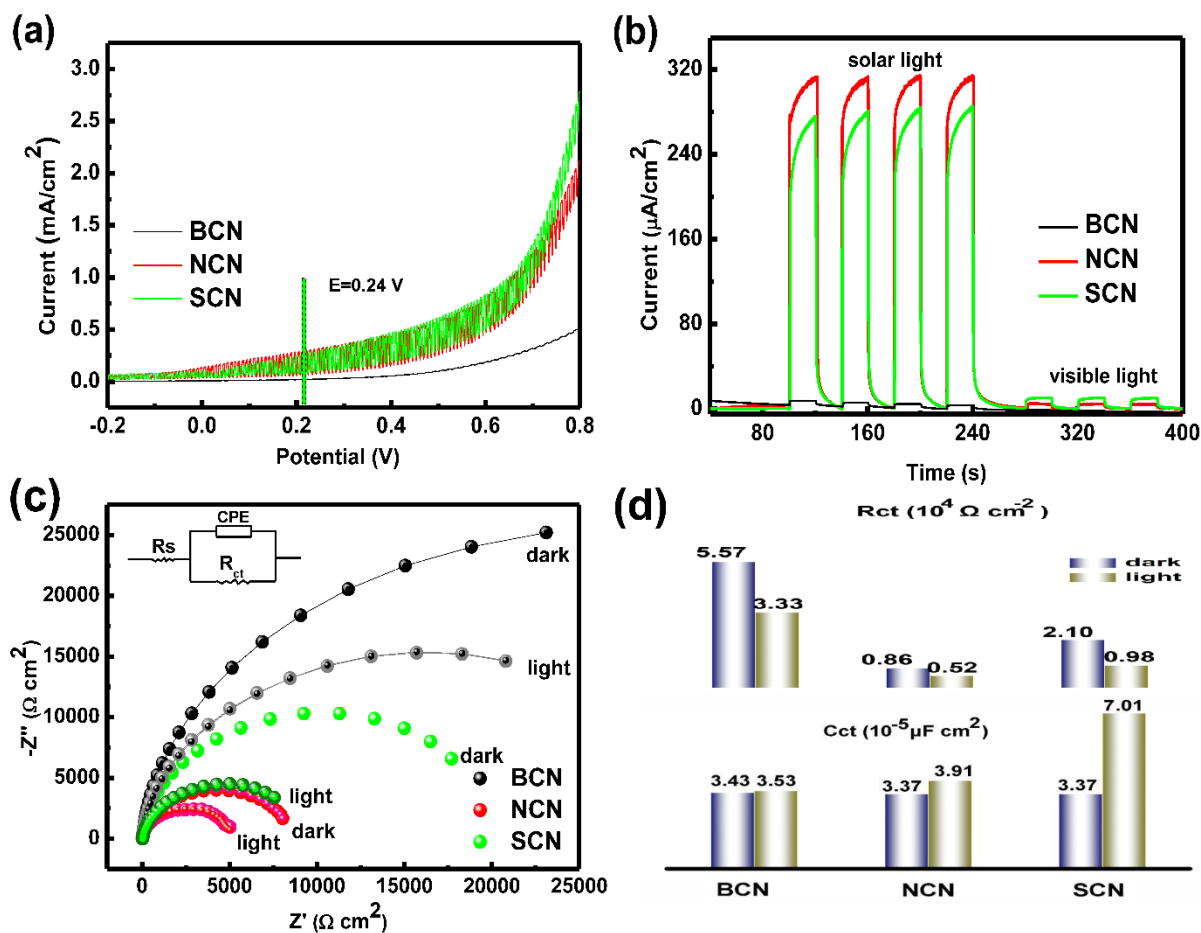 (a)
Current (mA/cm²)
3.0
2.5
2.0
1.5
1.0
0.5
0.0
BCN
NCN
SCN
E=0.24 V
-0.2 0.0 0.2 0.4 0.6 0.8
Potential (V)
(b)
Current (µA/cm²)
320
240
160
80
0
solar light
BCN
NCN
SCN
visible light
80 160 240 320 400
Time (s)
(c)
-Z'' (Ω cm²)
25000
20000
15000
10000
5000
0
CPE
Rs
Rct
dark
light
dark
light
dark
light
BCN
NCN
SCN
0 5000 10000 15000 20000 25000
Z' (Ω cm²)
(d)
Rct (10⁴ Ω cm⁻²)
dark
light
5.57
3.33
0.86
0.52
2.10
0.98
Cct (10⁻⁵µF cm²)
3.43 3.53
3.37 3.91
3.37 7.01
BCN NCN SCN